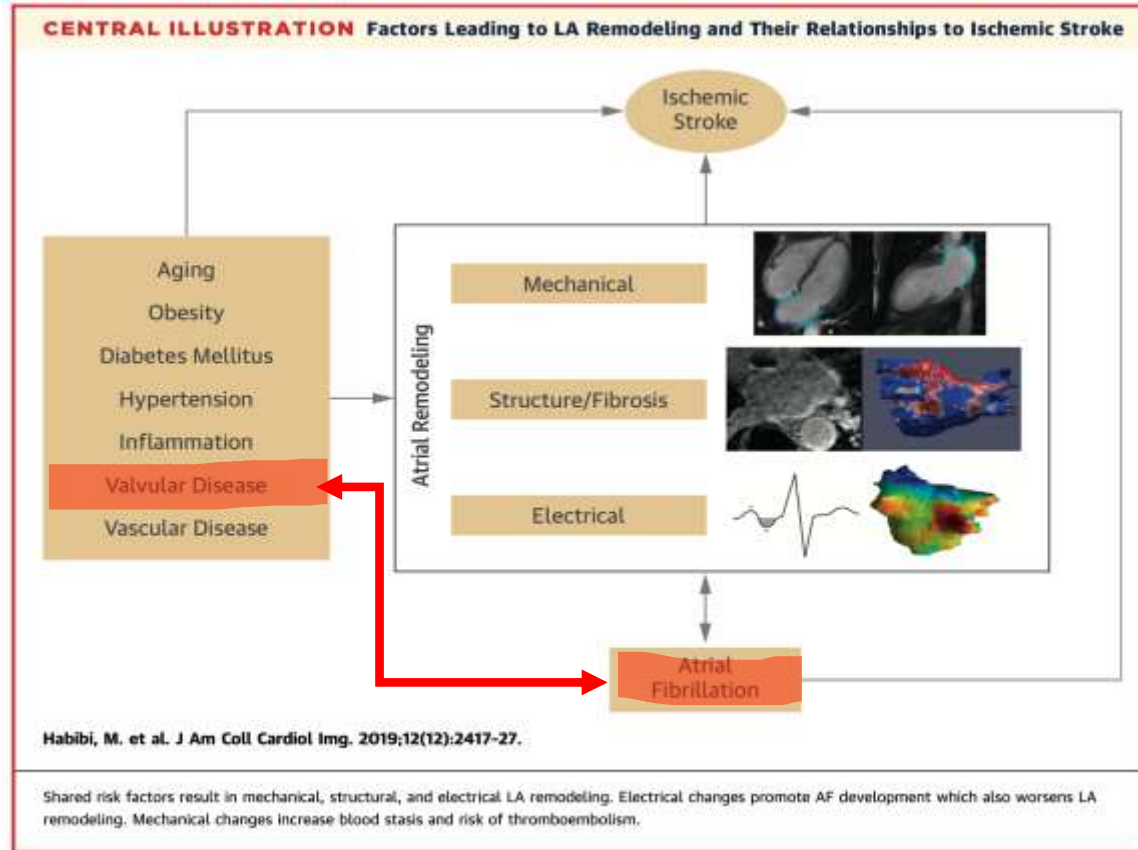 CENTRAL ILLUSTRATION Factors Leading to LA Remodeling and Their Relationships to Ischemic Stroke
Ischemic
Stroke
Aging
Obesity
Diabetes Mellitus
Hypertension
Inflammation
Valvular Disease
Vascular Disease
Atrial Remodeling
Mechanical
Structure/Fibrosis
Electrical
Atrial
Fibrillation
Habibi, M. et al. J Am Coll Cardiol Img. 2019;12(12):2417-27.
Shared risk factors result in mechanical, structural, and electrical LA remodeling. Electrical changes promote AF development which also worsens LA
remodeling. Mechanical changes increase blood stasis and risk of thromboembolism.